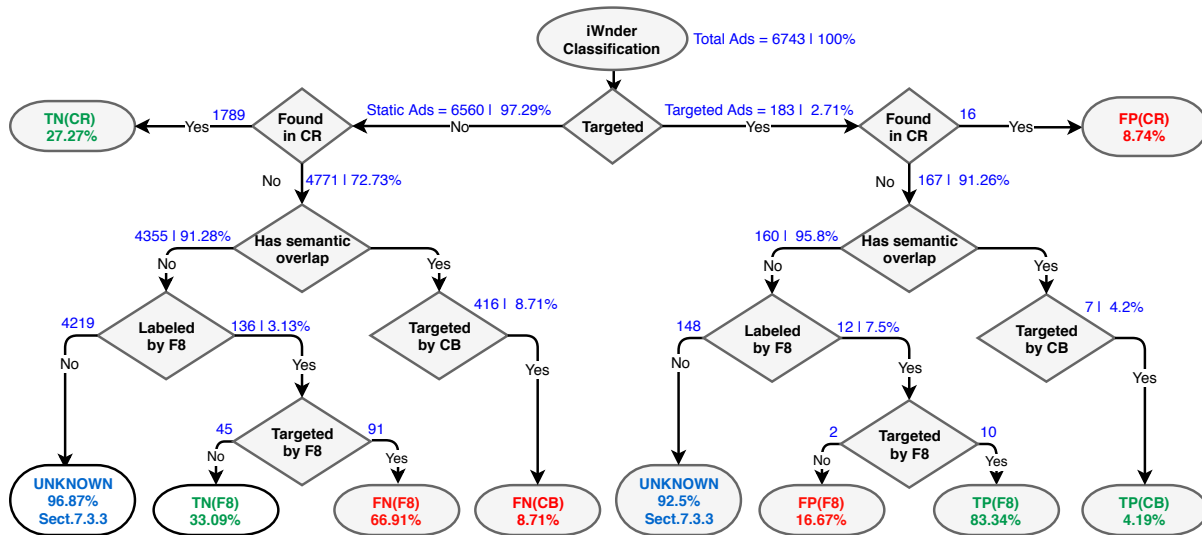 iWnder
Classification
Total Ads = 6743 | 100%
Static Ads = 6560 | 97.29%
Targeted Ads = 183 | 2.71%
TN(CR)
27.27%
1789
Yes
Found
in CR
No
Targeted
Yes
Found
in CR
16
Yes
FP(CR)
8.74%
No
4771 | 72.73%
No
167 | 91.26%
4355 | 91.28%
Has semantic
overlap
No
Yes
160 | 95.8%
Has semantic
overlap
No
Yes
4219
Labeled
by F8
136 | 3.13%
416 | 8.71%
Targeted
by CB
148
Labeled
by F8
12 | 7.5%
7 | 4.2%
Targeted
by CB
No
Yes
Yes
No
Yes
Yes
45
Targeted
by F8
91
No
Yes
2
Targeted
by F8
10
No
Yes
UNKNOWN
96.87%
Sect.7.3.3
TN(F8)
33.09%
FN(F8)
66.91%
FN(CB)
8.71%
UNKNOWN
92.5%
Sect.7.3.3
FP(F8)
16.67%
TP(F8)
83.34%
TP(CB)
4.19%